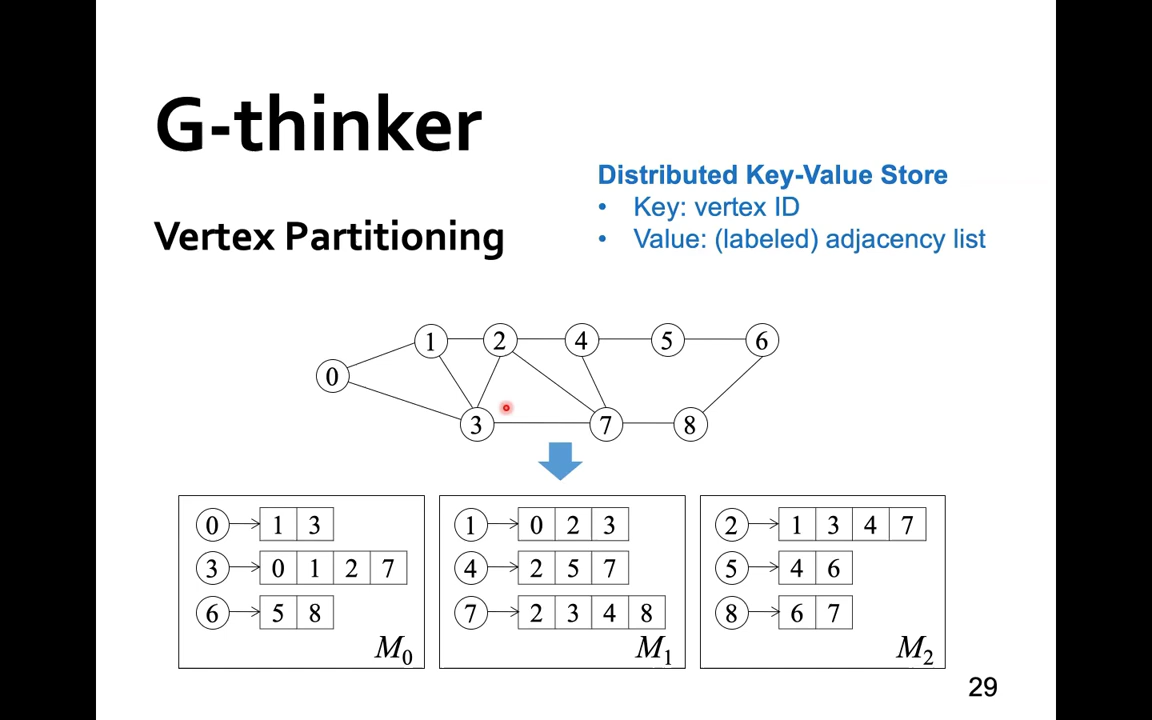 G-thinker
Distributed Key-Value Store
• Key: vertex ID
• Value: (labeled) adjacency list
Vertex Partitioning
1 2 4 5 6
0
3 7 8
0 1 3
3 0 1 2 7
6 5 8
M0
1 0 2 3
4 2 5 7
7 2 3 4 8
M1
2 1 3 4 7
5 4 6
8 6 7
M2
29